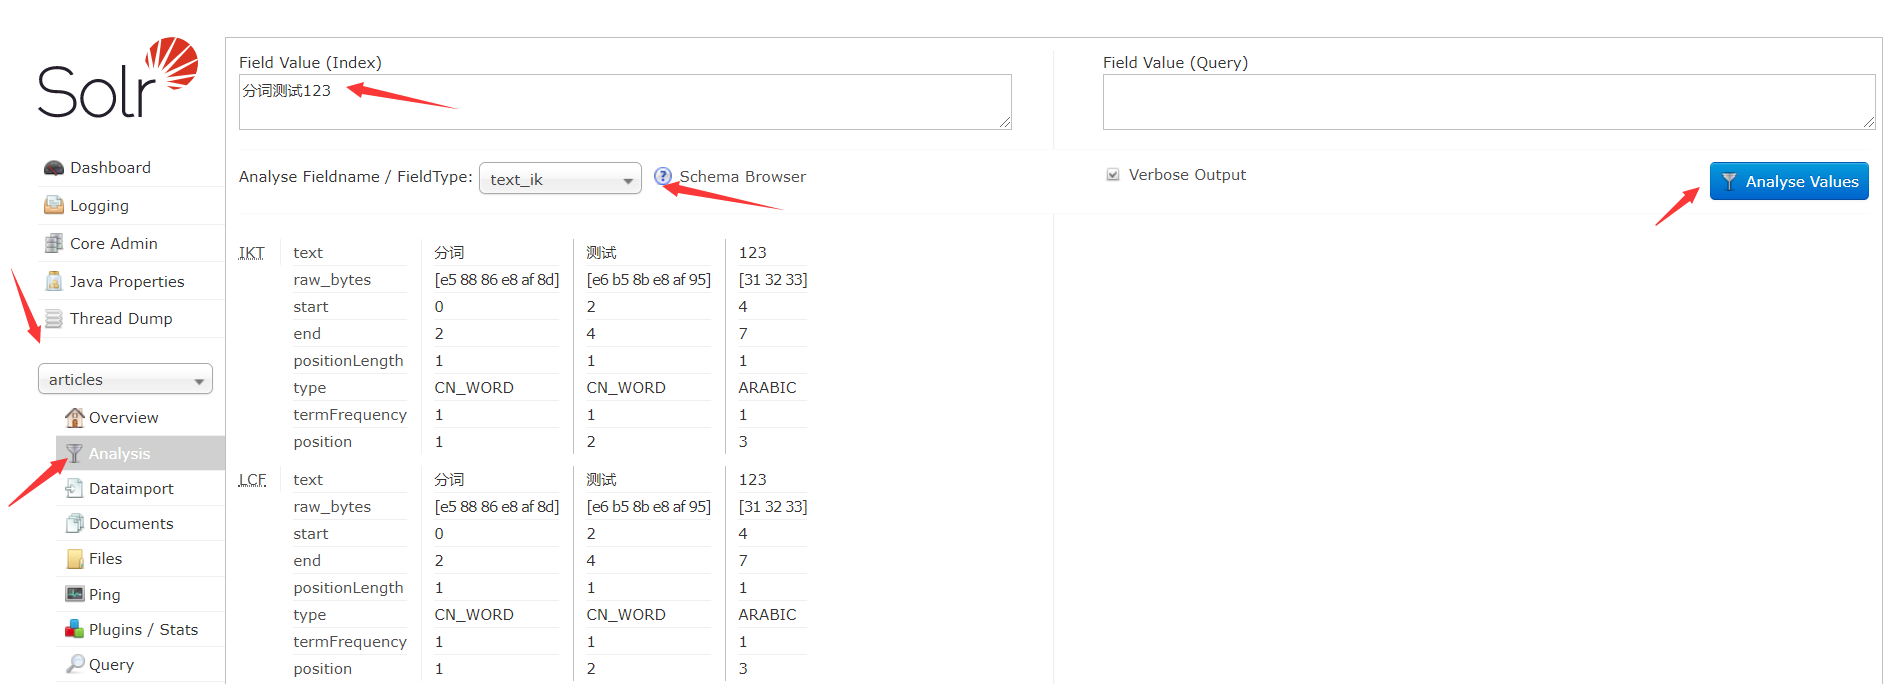 Solr
Dashboard
Logging
Core Admin
Java Properties
Thread Dump
articles
Overview
Analysis
Dataimport
Documents
Files
Ping
Plugins / Stats
Query
Field Value (Index)
分词测试123
Field Value (Query)
Analyse Fieldname / FieldType: text_ik ? Schema Browser
Verbose Output
Analyse Values
IKT text 分词 测试 123
raw_bytes [e5 88 86 e8 af 8d] [e6 b5 8b e8 af 95] [31 32 33]
start 0 2 4
end 2 4 7
positionLength 1 1 1
type CN_WORD CN_WORD ARABIC
termFrequency 1 1 1
position 1 2 3
LCF text 分词 测试 123
raw_bytes [e5 88 86 e8 af 8d] [e6 b5 8b e8 af 95] [31 32 33]
start 0 2 4
end 2 4 7
positionLength 1 1 1
type CN_WORD CN_WORD ARABIC
termFrequency 1 1 1
position 1 2 3